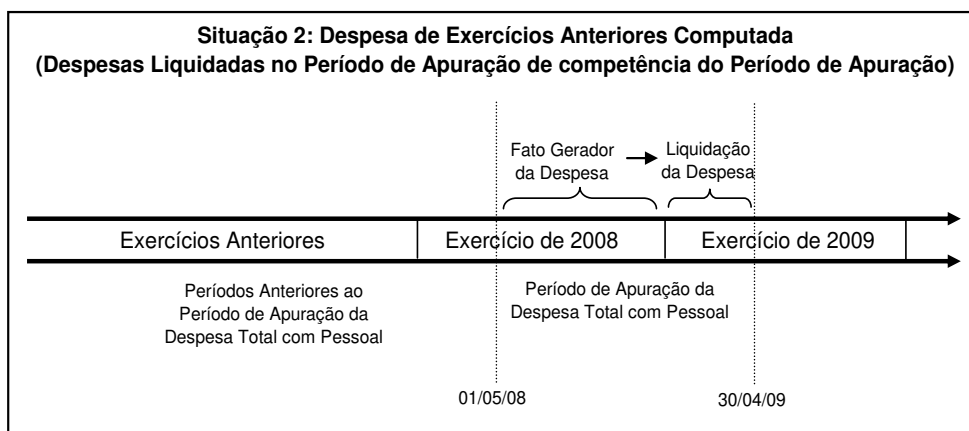 Situação 2: Despesa de Exercícios Anteriores Computada
(Despesas Liquidadas no Período de Apuração de competência do Período de Apuração)
Fato Gerador
da Despesa
Liquidação
da Despesa
Exercícios Anteriores
Exercício de 2008
Exercício de 2009
Períodos Anteriores ao
Período de Apuração da
Despesa Total com Pessoal
Período de Apuração da
Despesa Total com Pessoal
01/05/08
30/04/09